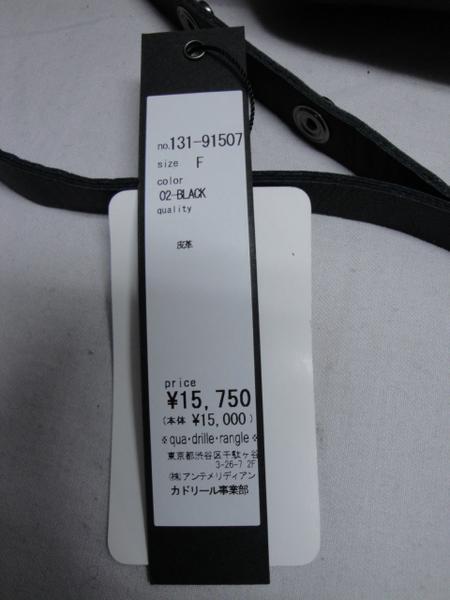 no.131-91507
size F
color
02-BLACK
quality
皮革
price
¥15,750
(本体 ¥15,000)
※qua・drille・rangle※
東京都渋谷区千駄ヶ谷
3-26-7 2F
㈱アンテメリディアン
カドリール事業部